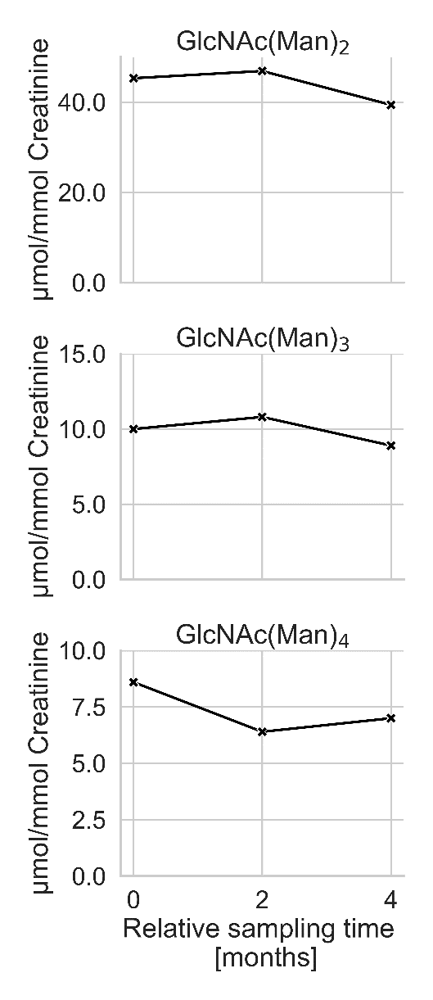 GlcNAc(Man)₂
µmol/mmol Creatinine
40.0
20.0
0.0
GlcNAc(Man)₃
µmol/mmol Creatinine
15.0
10.0
5.0
0.0
GlcNAc(Man)₄
µmol/mmol Creatinine
10.0
7.5
5.0
2.5
0.0
0 2 4
Relative sampling time
[months]